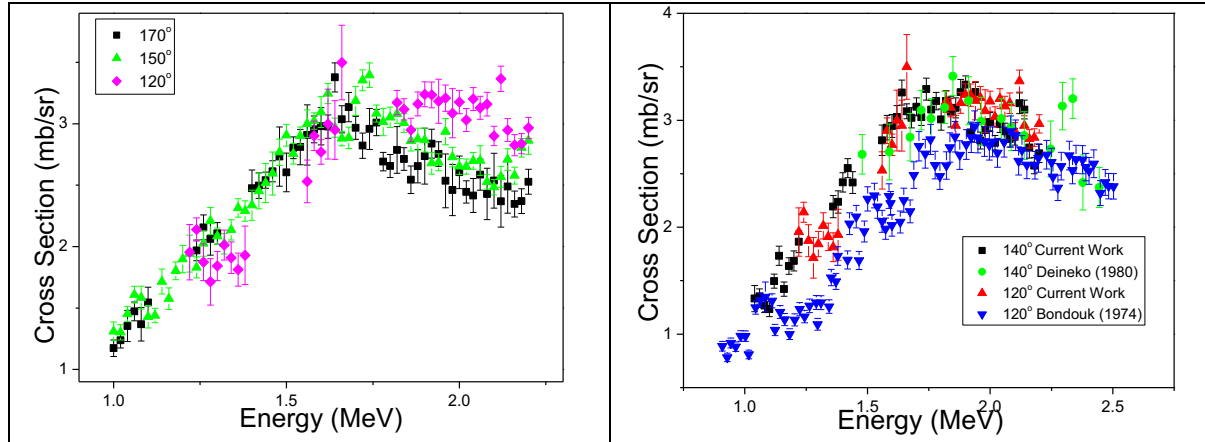 170°
150°
120°
3
2
1
Cross Section (mb/sr)
1.0
1.5
2.0
Energy (MeV)
4
3
2
1
Cross Section (mb/sr)
140° Current Work
140° Deineko (1980)
120° Current Work
120° Bondouk (1974)
1.0
1.5
2.0
2.5
Energy (MeV)